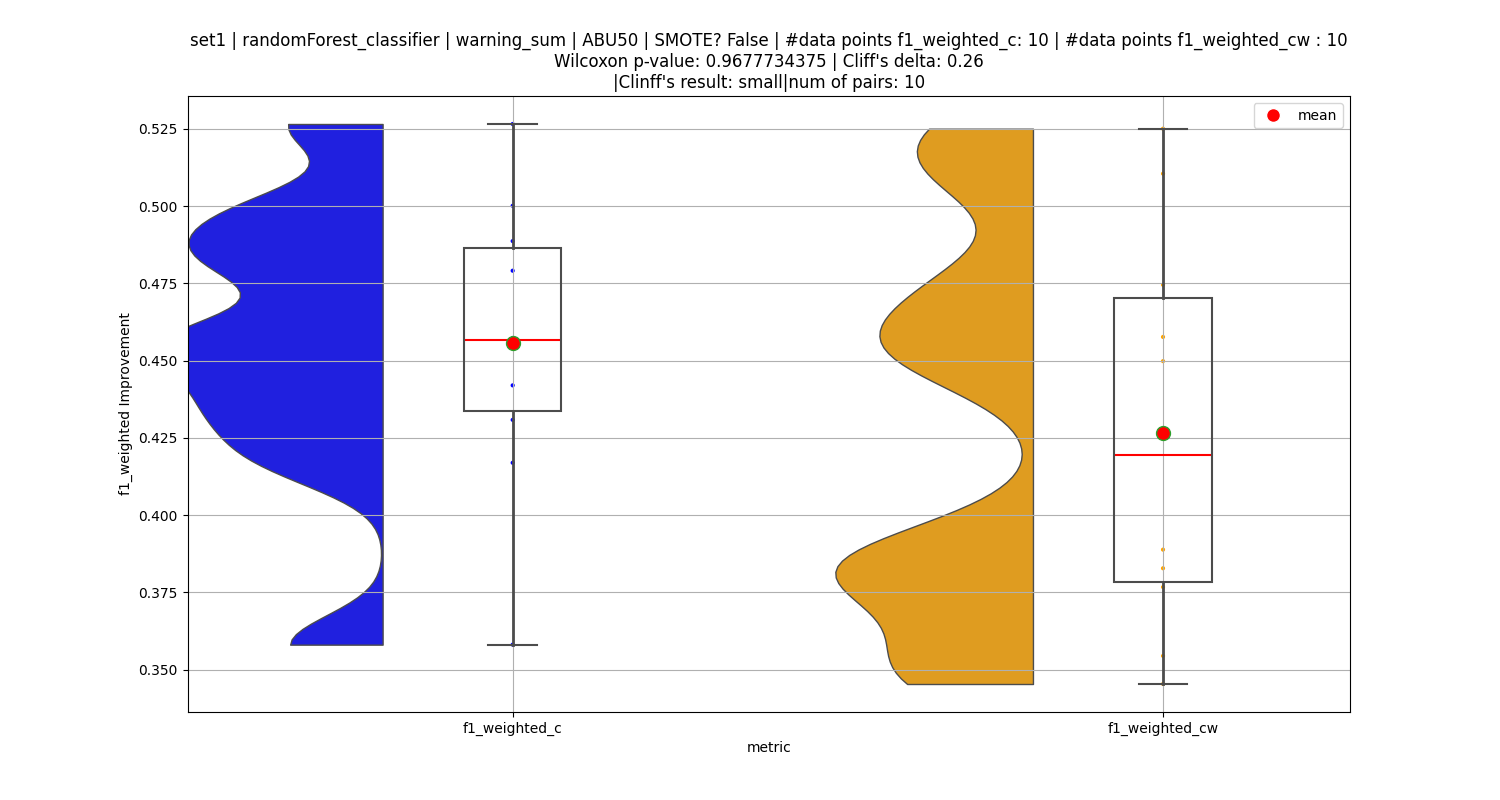 set1 | randomForest_classifier | warning_sum | ABU50 | SMOTE? False | #data points f1_weighted_c: 10 | #data points f1_weighted_cw : 10
Wilcoxon p-value: 0.9677734375 | Cliff's delta: 0.26
|Clinff's result: small|num of pairs: 10
mean
0.525
0.500
0.475
0.450
0.425
0.400
0.375
0.350
f1_weighted Improvement
f1_weighted_c
f1_weighted_cw
metric